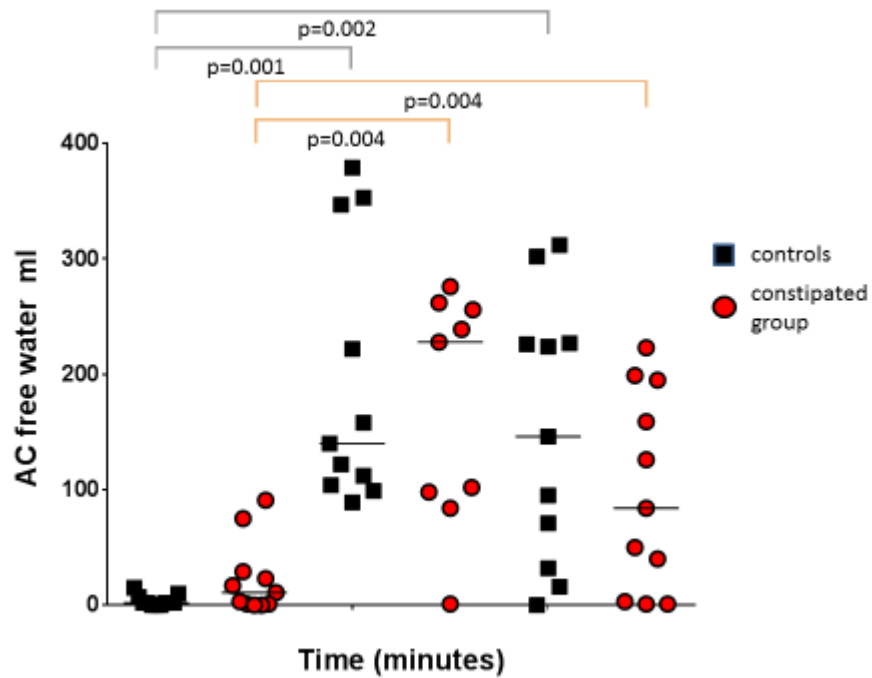 p=0.002
p=0.001
p=0.004
p=0.004
400
300
200
100
0
AC free water ml
Time (minutes)
controls
constipated
group